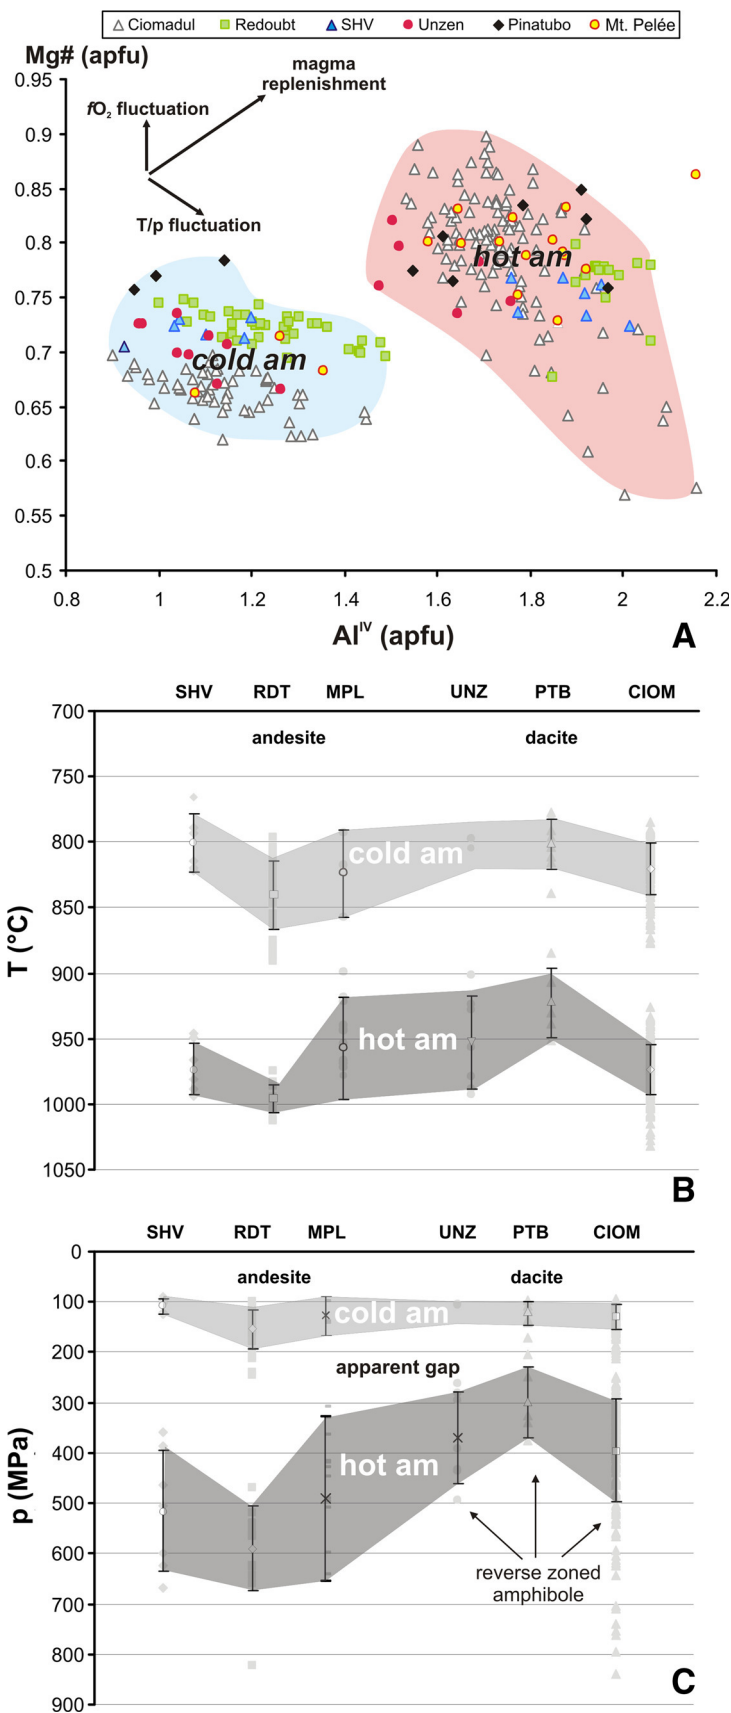 Ciomadul Redoubt SHV Unzen Pinatubo Mt. Pelée
Mg# (apfu)
0.95
magma
replenishment
fO2 fluctuation
0.9
0.85
T/p fluctuation
0.8
hot am
0.75
0.7
cold am
0.65
0.6
0.55
0.5
0.8 1 1.2 1.4 1.6 1.8 2 2.2
AlIV (apfu)
A
SHV RDT MPL UNZ PTB CIOM
700
andesite dacite
750
800
cold am
850
T (°C)
900
950
hot am
1000
1050
B
SHV RDT MPL UNZ PTB CIOM
0
andesite dacite
100
cold am
200
apparent gap
300
400
p (MPa)
hot am
500
600
reverse zoned
amphibole
700
800
C
900